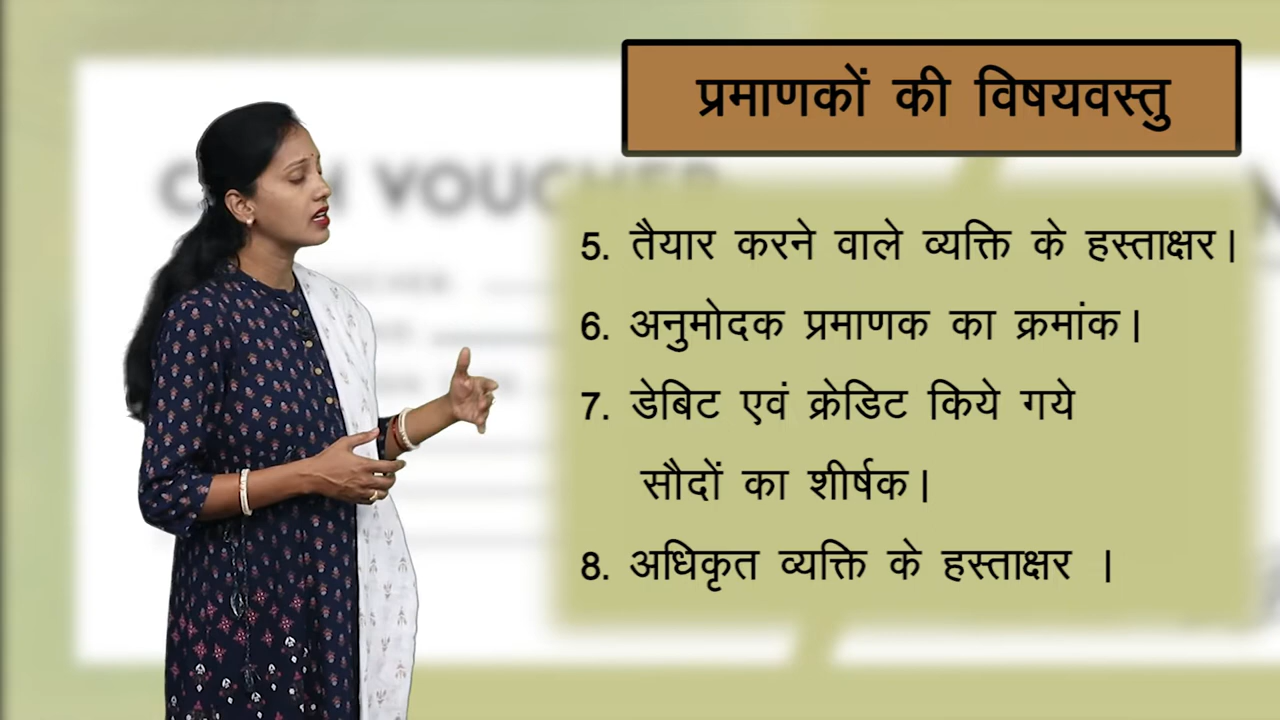 प्रमाणकों की विषयवस्तु
VOUCHER
5. तैयार करने वाले व्यक्ति के हस्ताक्षर।
6. अनुमोदक प्रमाणक का क्रमांक।
7. डेबिट एवं क्रेडिट किये गये
सौदों का शीर्षक।
8. अधिकृत व्यक्ति के हस्ताक्षर ।